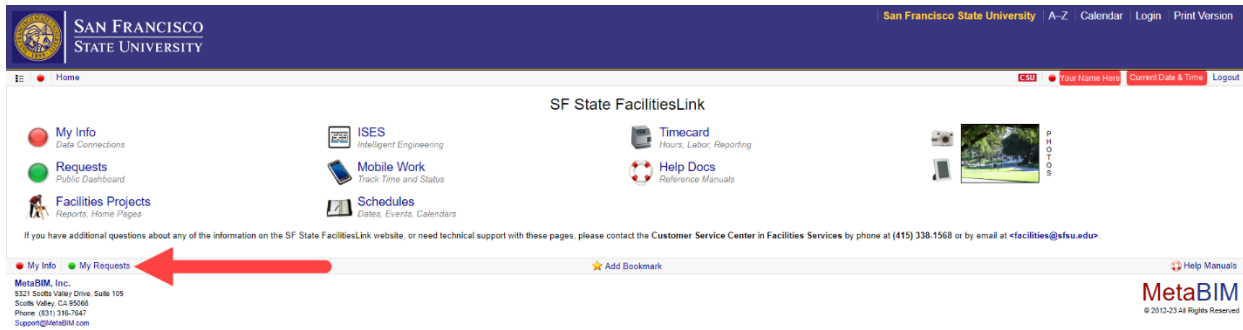 San Francisco State University A–Z Calendar Login Print Version
SAN FRANCISCO
STATE UNIVERSITY
Home CSU Your Name Here Current Date & Time Logout
SF State FacilitiesLink
My Info
Data Connections
ISES
Intelligent Engineering
Timecard
Hours, Labor, Reporting
PHOTOS
Requests
Public Dashboard
Mobile Work
Track Time and Status
Help Docs
Reference Manuals
Facilities Projects
Reports, Home Pages
Schedules
Dates, Events, Calendars
If you have additional questions about any of the information on the SF State FacilitiesLink website, or need technical support with these pages, please contact the Customer Service Center in Facilities Services by phone at (415) 338-1568 or by email at <facilities@sfsu.edu>.
My Info My Requests Add Bookmark Help Manuals
MetaBIM, Inc.
5321 Scotts Valley Drive, Suite 105
Scotts Valley, CA 95066
Phone: (831) 316-7647
Support@MetaBIM.com
MetaBIM
© 2012-23 All Rights Reserved